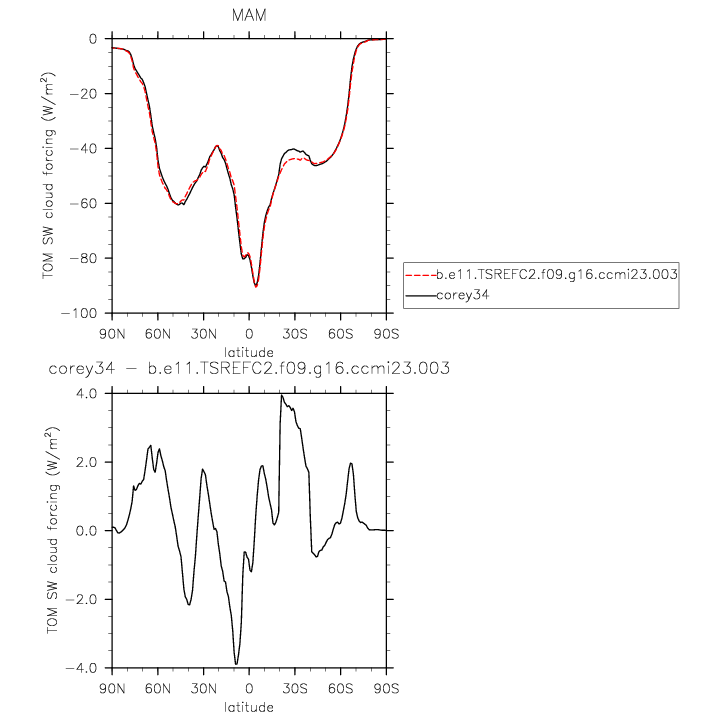 MAM
TOM SW cloud forcing (W/m²)
0
−20
−40
−60
−80
−100
90N 60N 30N 0 30S 60S 90S
latitude
b.e11.TSREFC2.f09.g16.ccmi23.003
corey34
corey34 − b.e11.TSREFC2.f09.g16.ccmi23.003
TOM SW cloud forcing (W/m²)
4.0
2.0
0.0
−2.0
−4.0
90N 60N 30N 0 30S 60S 90S
latitude